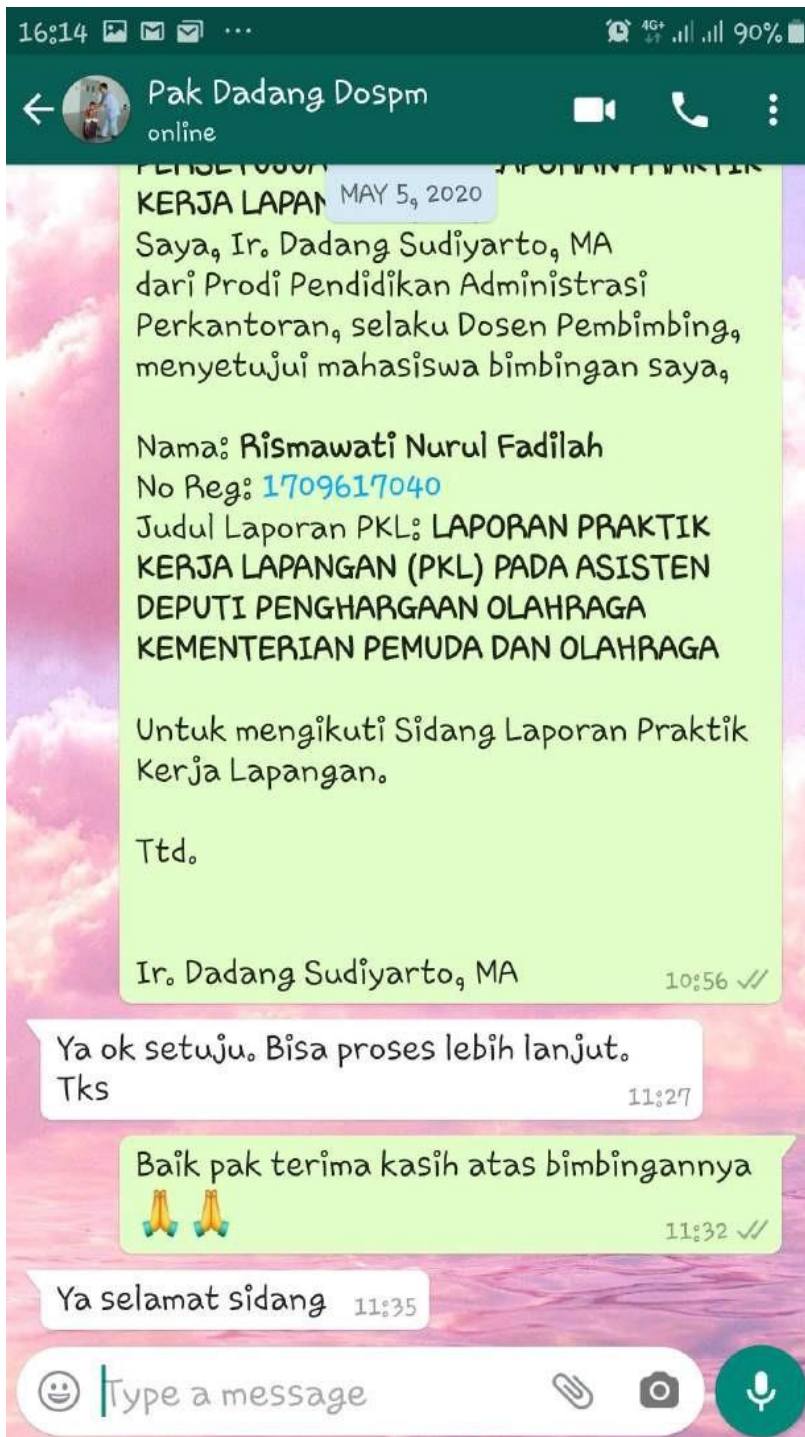 16:14 ... 4G+ 90%
Pak Dadang Dospm
online
MAY 5, 2020
KERJA LAPAN
Saya, Ir. Dadang Sudiyarto, MA
dari Prodi Pendidikan Administrasi
Perkantoran, selaku Dosen Pembimbing,
menyetujui mahasiswa bimbingan saya,
Nama: Rismawati Nurul Fadilah
No Reg: 1709617040
Judul Laporan PKL: LAPORAN PRAKTIK
KERJA LAPANGAN (PKL) PADA ASISTEN
DEPUTI PENGHARGAAN OLAHRAGA
KEMENTERIAN PEMUDA DAN OLAHRAGA
Untuk mengikuti Sidang Laporan Praktik
Kerja Lapangan.
Ttd.
Ir. Dadang Sudiyarto, MA
10:56
Ya ok setuju. Bisa proses lebih lanjut.
Tks
11:27
Baik pak terima kasih atas bimbingannya
🙏 🙏
11:32
Ya selamat sidang 11:35
Type a message